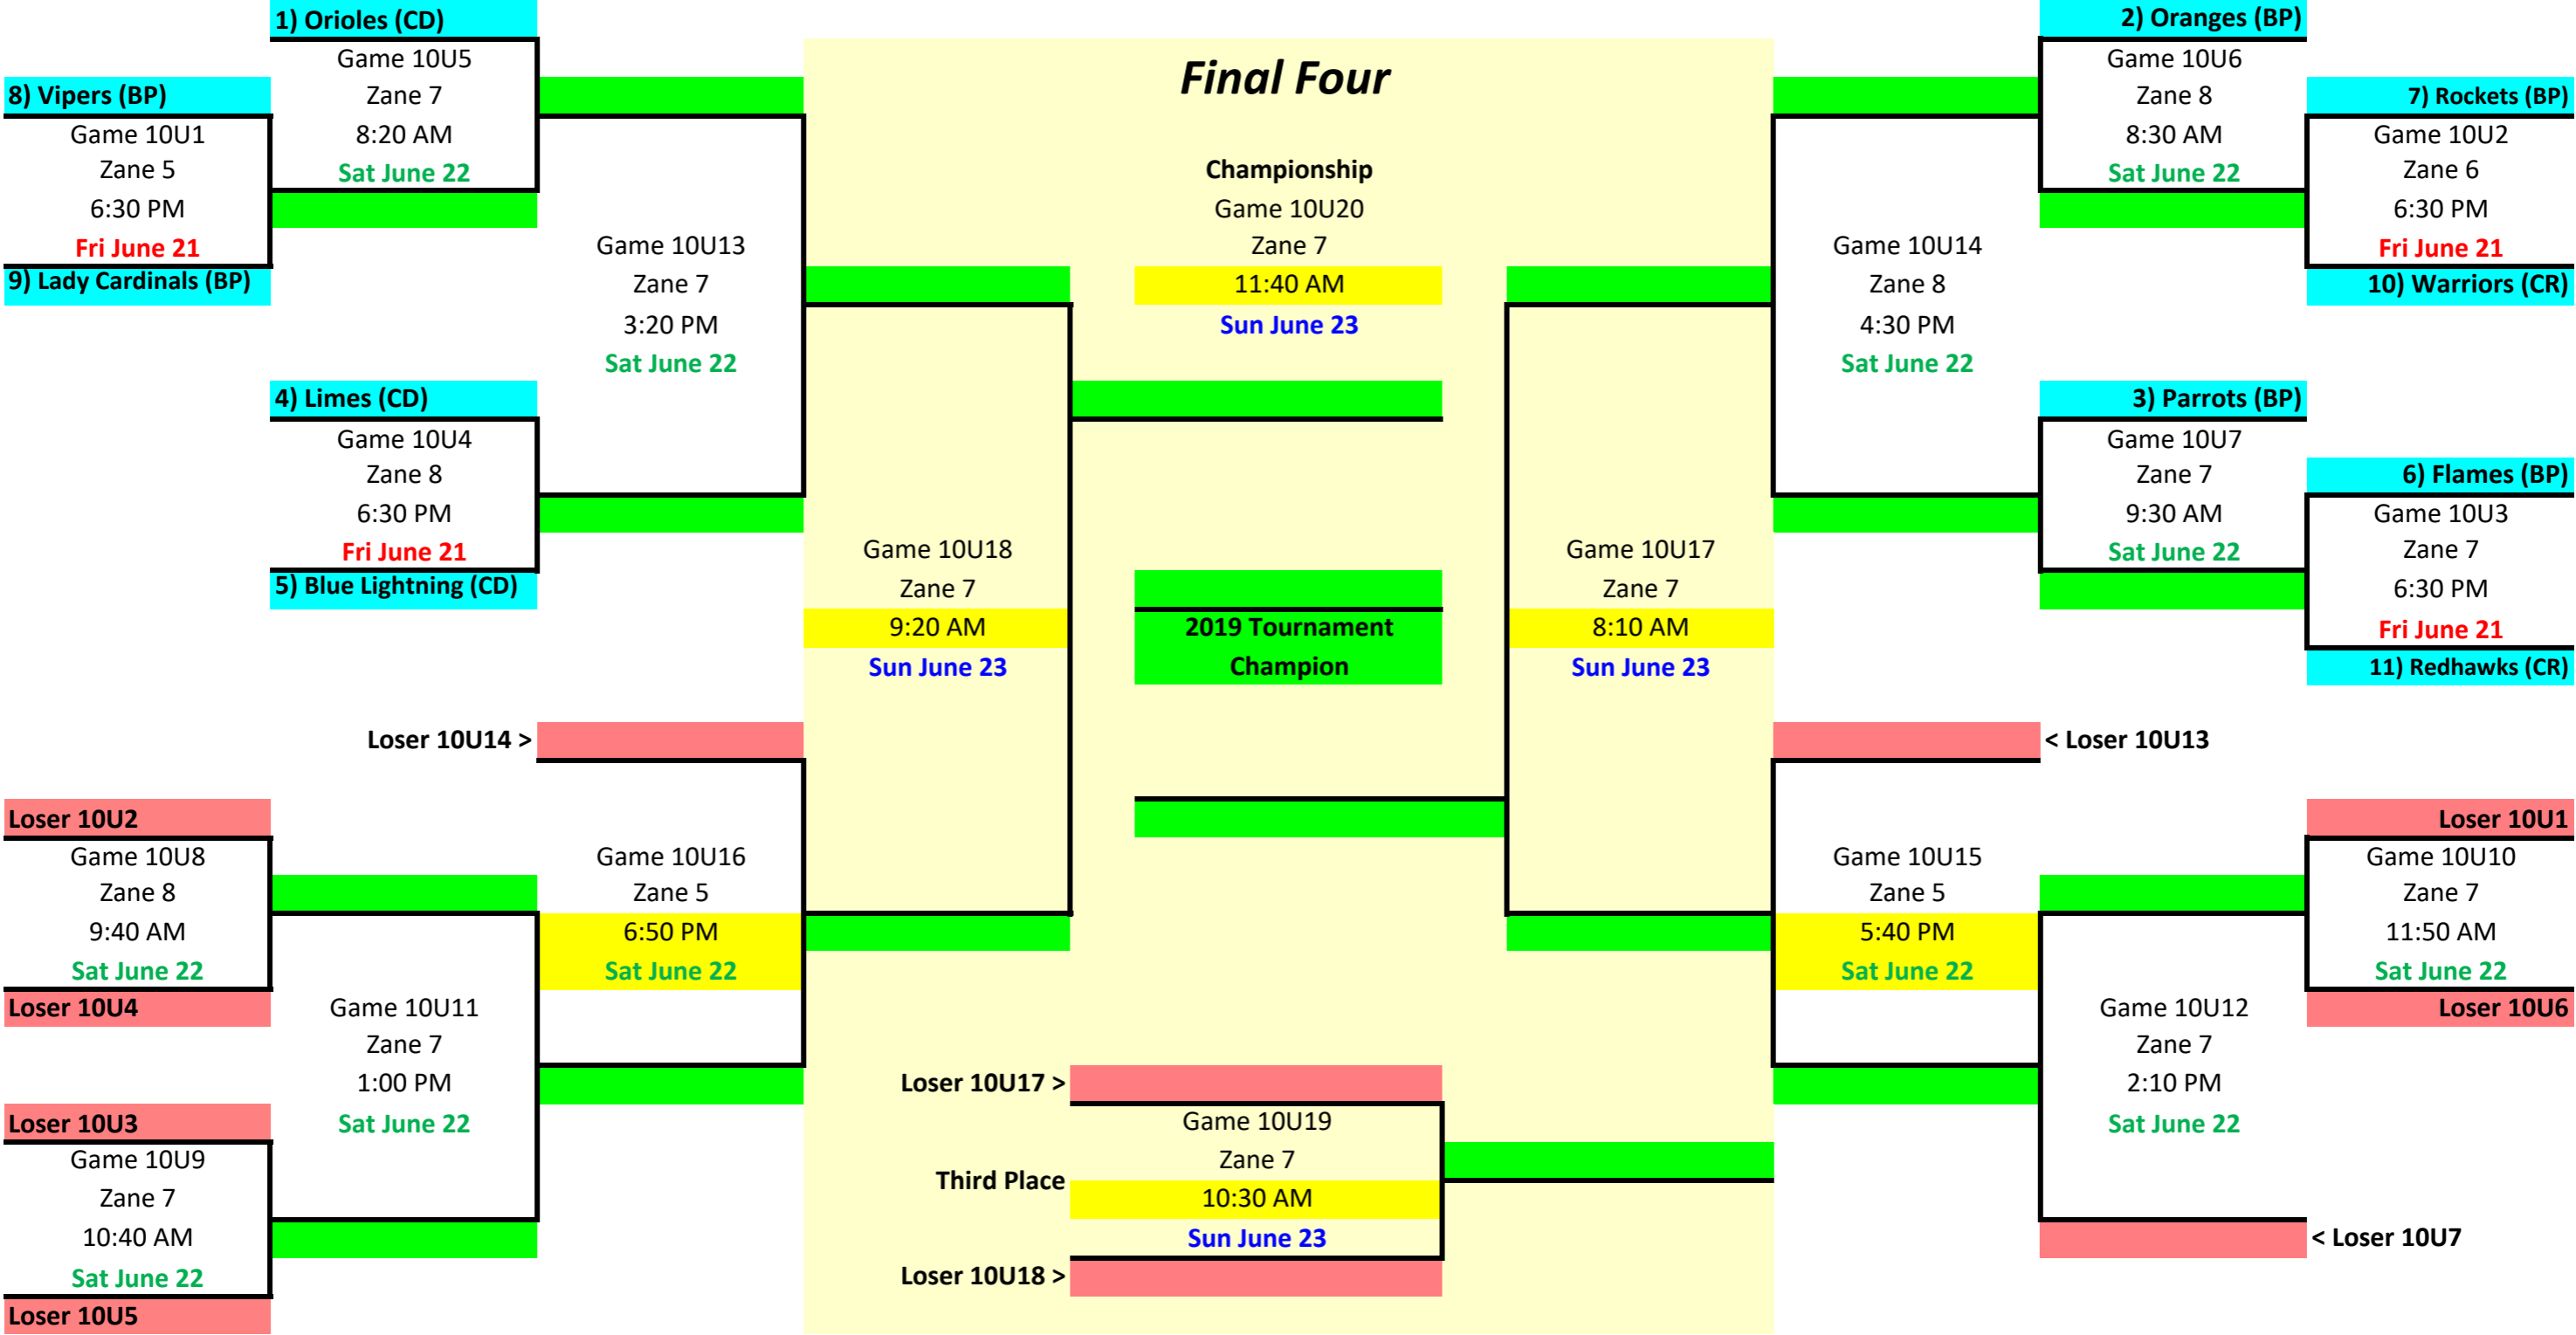 1) Orioles (CD)
Game 10U5
Zane 7
8:20 AM
Sat June 22
8) Vipers (BP)
Game 10U1
Zane 5
6:30 PM
Fri June 21
9) Lady Cardinals (BP)
Game 10U13
Zane 7
3:20 PM
Sat June 22
4) Limes (CD)
Game 10U4
Zane 8
6:30 PM
Fri June 21
5) Blue Lightning (CD)
Final Four
Championship
Game 10U20
Zane 7
11:40 AM
Sun June 23
Game 10U18
Zane 7
9:20 AM
Sun June 23
2019 Tournament
Champion
Game 10U17
Zane 7
8:10 AM
Sun June 23
2) Oranges (BP)
Game 10U6
Zane 8
8:30 AM
Sat June 22
7) Rockets (BP)
Game 10U2
Zane 6
6:30 PM
Fri June 21
10) Warriors (CR)
Game 10U14
Zane 8
4:30 PM
Sat June 22
3) Parrots (BP)
Game 10U7
Zane 7
9:30 AM
Sat June 22
6) Flames (BP)
Game 10U3
Zane 7
6:30 PM
Fri June 21
11) Redhawks (CR)
Loser 10U14 >
Loser 10U2
Game 10U8
Zane 8
9:40 AM
Sat June 22
Loser 10U4
Game 10U16
Zane 5
6:50 PM
Sat June 22
Game 10U11
Zane 7
1:00 PM
Sat June 22
Loser 10U3
Game 10U9
Zane 7
10:40 AM
Sat June 22
Loser 10U5
Loser 10U17 >
Game 10U19
Zane 7
Third Place
10:30 AM
Sun June 23
Loser 10U18 >
< Loser 10U13
Game 10U15
Zane 5
5:40 PM
Sat June 22
Loser 10U1
Game 10U10
Zane 7
11:50 AM
Sat June 22
Loser 10U6
Game 10U12
Zane 7
2:10 PM
Sat June 22
< Loser 10U7